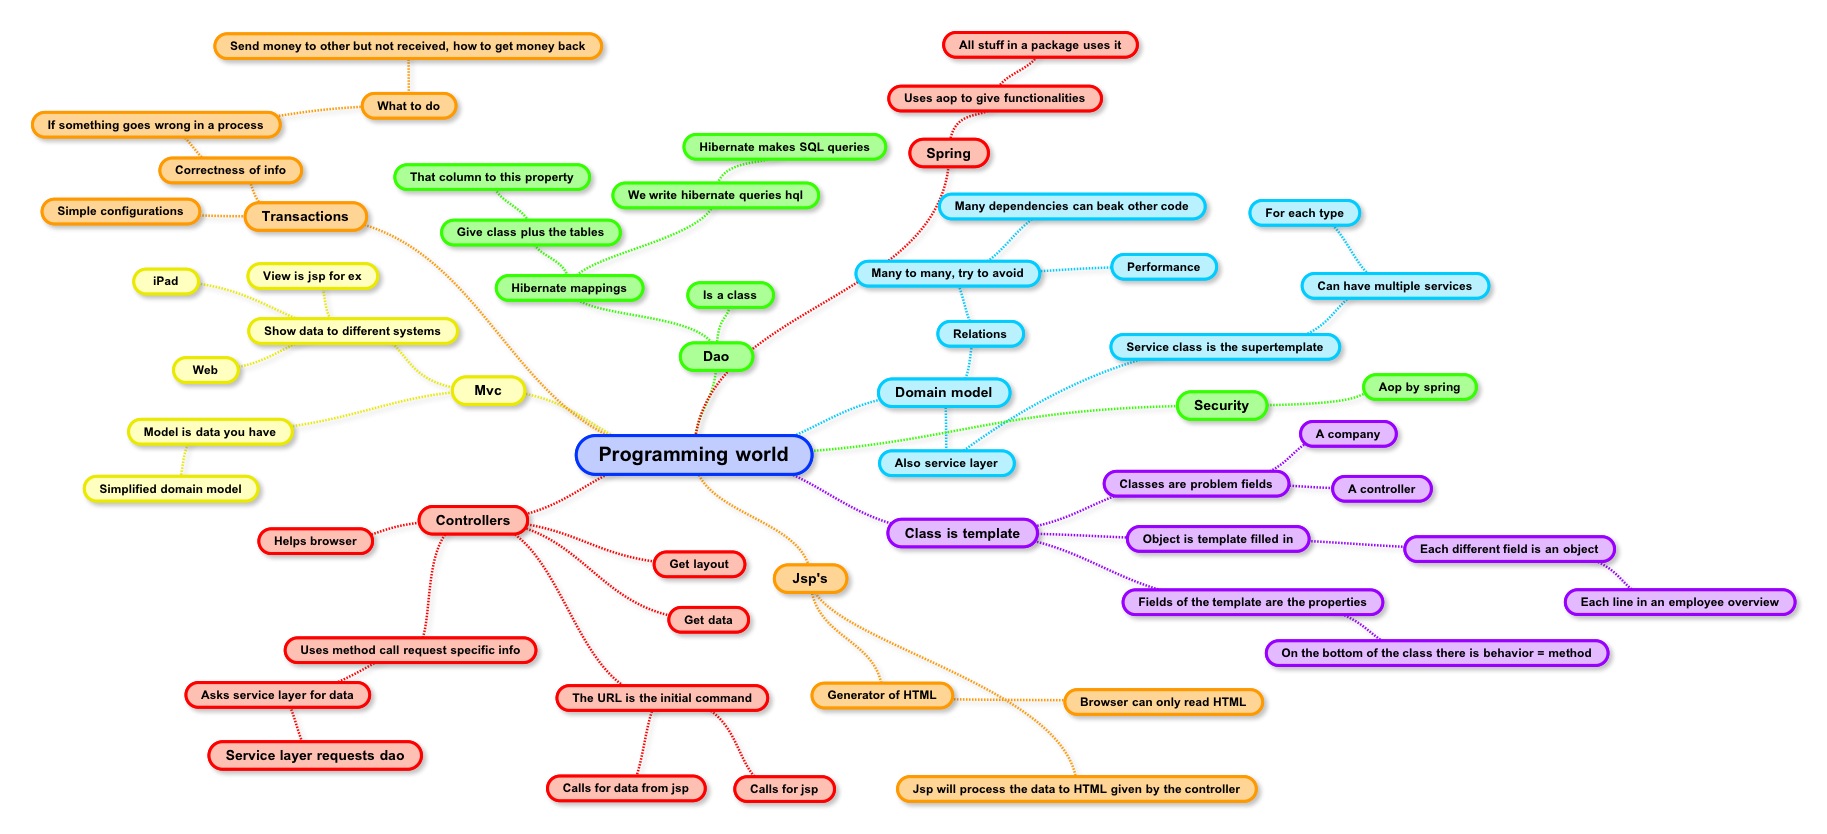 Send money to other but not received, how to get money back
What to do
If something goes wrong in a process
Correctness of info
Simple configurations
Transactions
That column to this property
Give class plus the tables
Hibernate makes SQL queries
We write hibernate queries hql
Hibernate mappings
Is a class
Dao
All stuff in a package uses it
Uses aop to give functionalities
Spring
Many dependencies can beak other code
Many to many, try to avoid
Performance
Relations
Domain model
Also service layer
For each type
Can have multiple services
Service class is the supertemplate
Aop by spring
Security
iPad
View is jsp for ex
Show data to different systems
Web
Mvc
Model is data you have
Simplified domain model
Programming world
Controllers
Helps browser
Get layout
Get data
Uses method call request specific info
Asks service layer for data
Service layer requests dao
The URL is the initial command
Calls for data from jsp
Calls for jsp
Jsp's
Generator of HTML
Browser can only read HTML
Jsp will process the data to HTML given by the controller
Class is template
Classes are problem fields
A company
A controller
Object is template filled in
Each different field is an object
Each line in an employee overview
Fields of the template are the properties
On the bottom of the class there is behavior = method